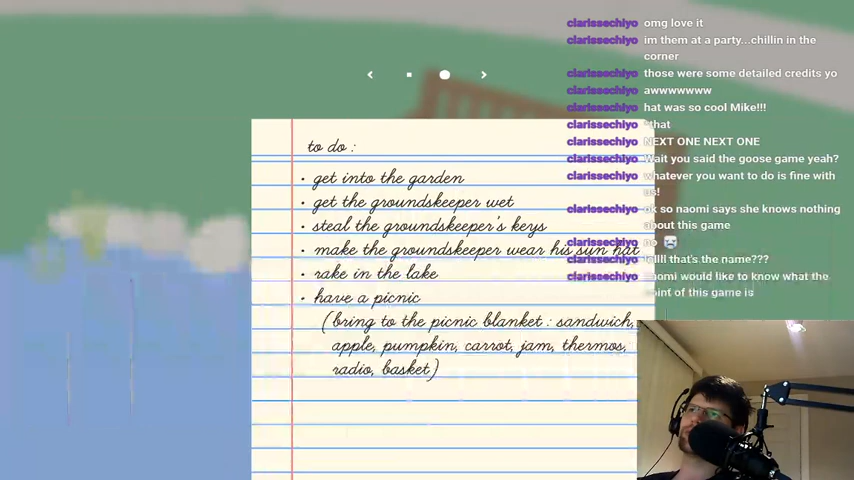 to do :
• get into the garden
• get the groundskeeper wet
• steal the groundskeeper's keys
• make the groundskeeper wear his sun hat
• rake in the lake
• have a picnic
(bring to the picnic blanket : sandwich,
apple, pumpkin, carrot, jam, thermos,
radio, basket)
clarissechiyo omg love it
clarissechiyo im them at a party...chillin in the
corner
clarissechiyo those were some detailed credits yo
clarissechiyo awwwwwww
clarissechiyo hat was so cool Mike!!!
clarissechiyo *that
clarissechiyo NEXT ONE NEXT ONE
clarissechiyo Wait you said the goose game yeah?
clarissechiyo whatever you want to do is fine with
us!
clarissechiyo ok so naomi says she knows nothing
about this game
clarissechiyo no
clarissechiyo that's the name???
clarissechiyo naomi would like to know what the
point of this game is